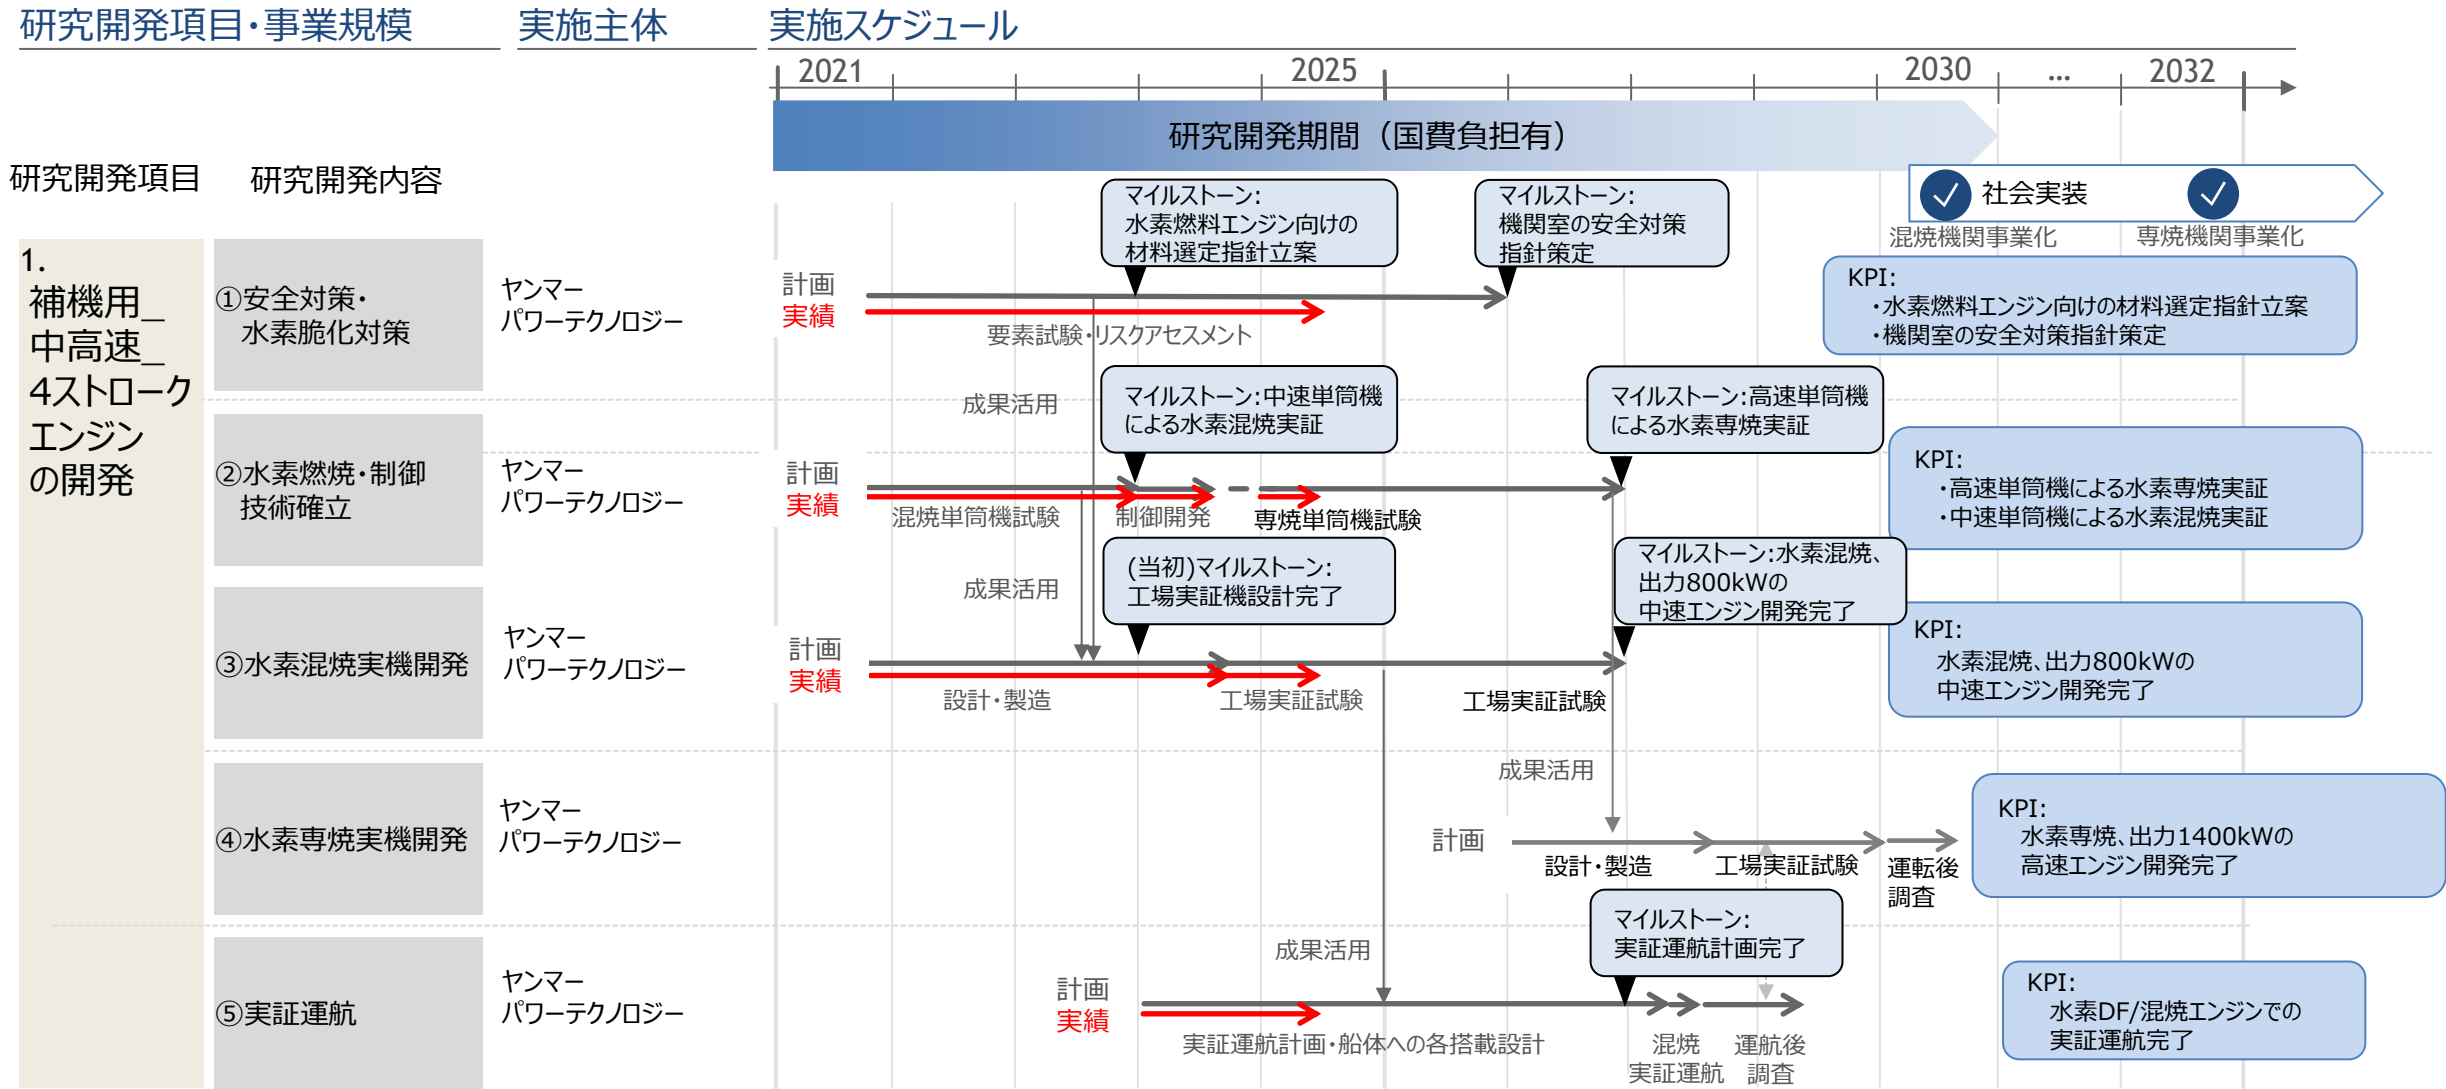 研究開発項目・事業規模
実施主体
実施スケジュール
2021
2025
2030
...
2032
研究開発期間（国費負担有）
研究開発項目
研究開発内容
社会実装
混焼機関事業化
専焼機関事業化
1.
補機用_
中高速_
4ストローク
エンジン
の開発
①安全対策・
水素脆化対策
ヤンマー
パワーテクノロジー
計画
実績
マイルストーン:
水素燃料エンジン向けの
材料選定指針立案
マイルストーン:
機関室の安全対策
指針策定
要素試験・リスクアセスメント
KPI:
・水素燃料エンジン向けの材料選定指針立案
・機関室の安全対策指針策定
成果活用
②水素燃焼・制御
技術確立
ヤンマー
パワーテクノロジー
計画
実績
マイルストーン:中速単筒機
による水素混焼実証
マイルストーン:高速単筒機
による水素専焼実証
混焼単筒機試験
制御開発
専焼単筒機試験
KPI:
・高速単筒機による水素専焼実証
・中速単筒機による水素混焼実証
成果活用
③水素混焼実機開発
ヤンマー
パワーテクノロジー
計画
実績
(当初)マイルストーン:
工場実証機設計完了
マイルストーン:水素混焼、
出力800kWの
中速エンジン開発完了
設計・製造
工場実証試験
工場実証試験
KPI:
水素混焼、出力800kWの
中速エンジン開発完了
成果活用
④水素専焼実機開発
ヤンマー
パワーテクノロジー
計画
設計・製造
工場実証試験
運転後
調査
KPI:
水素専焼、出力1400kWの
高速エンジン開発完了
成果活用
⑤実証運航
ヤンマー
パワーテクノロジー
計画
実績
マイルストーン:
実証運航計画完了
実証運航計画・船体への各搭載設計
混焼
実証運航
運航後
調査
KPI:
水素DF/混焼エンジンでの
実証運航完了